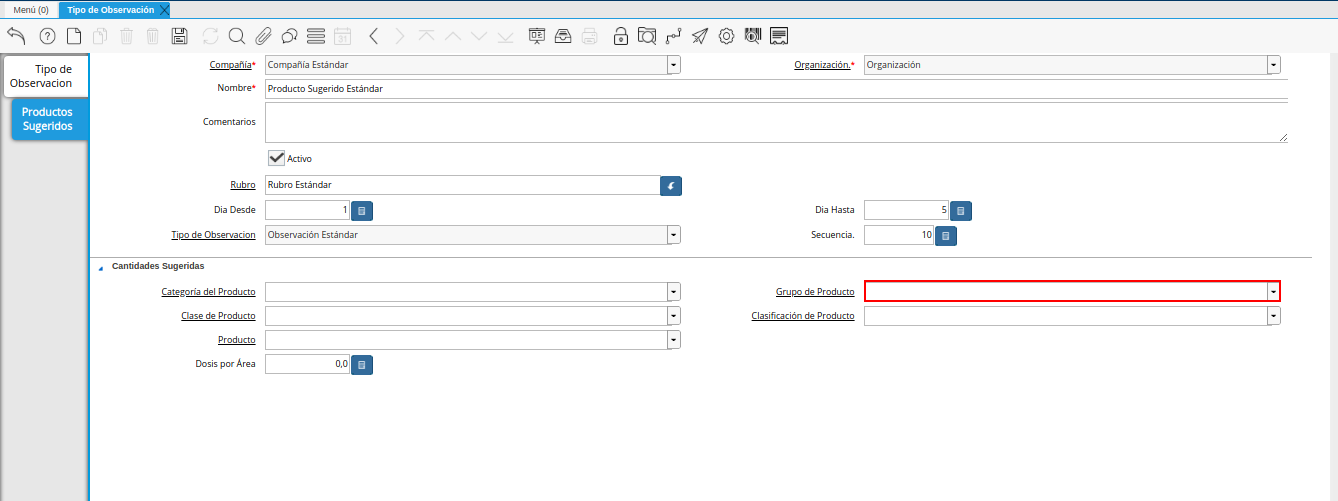 Menú (0)
Tipo de Observación
31
Tipo de
Observacion
Productos
Sugeridos
Compañía*
Compañía Estándar
Organización.*
Organización
Nombre*
Producto Sugerido Estándar
Comentarios
Activo
Rubro
Rubro Estándar
Dia Desde
1
Dia Hasta
5
Tipo de Observacion
Observación Estándar
Secuencia.
10
Cantidades Sugeridas
Categoría del Producto
Grupo de Producto
Clase de Producto
Clasificación de Producto
Producto
Dosis por Área
0,0